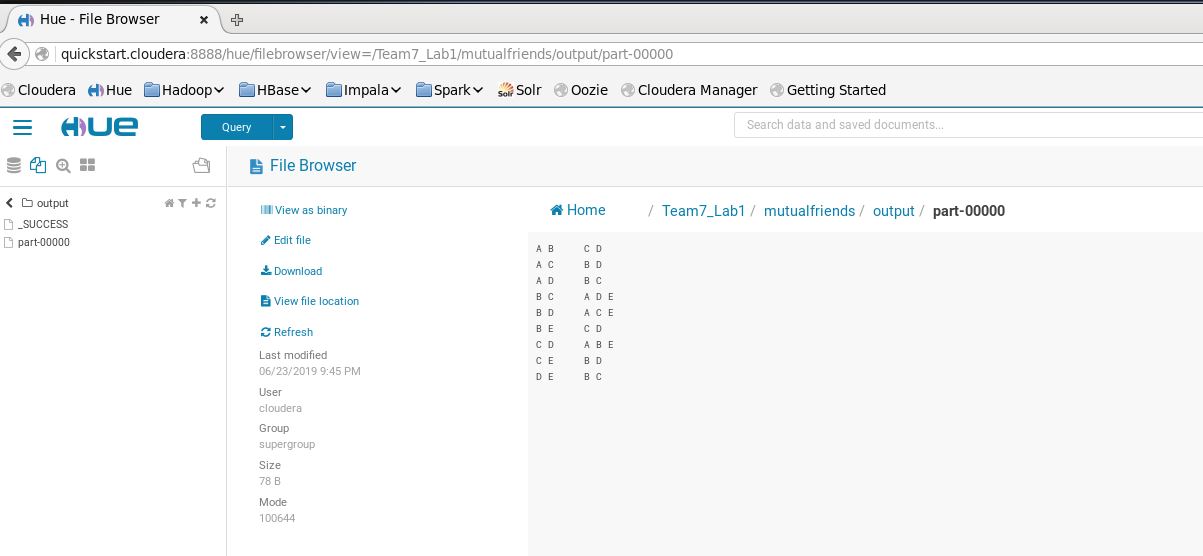 Hue - File Browser
quickstart.cloudera:8888/hue/filebrowser/view=/Team7_Lab1/mutualfriends/output/part-00000
Cloudera Hue Hadoop HBase Impala Spark Solr Oozie Cloudera Manager Getting Started
HUE Query Search data and saved documents...
File Browser
output
_SUCCESS
part-00000
View as binary
Edit file
Download
View file location
Refresh
Last modified
06/23/2019 9:45 PM
User
cloudera
Group
supergroup
Size
78 B
Mode
100644
Home / Team7_Lab1 / mutualfriends / output / part-00000
A B C D
A C B D
A D B C
B C A D E
B D A C E
B E C D
C D A B E
C E B D
D E B C